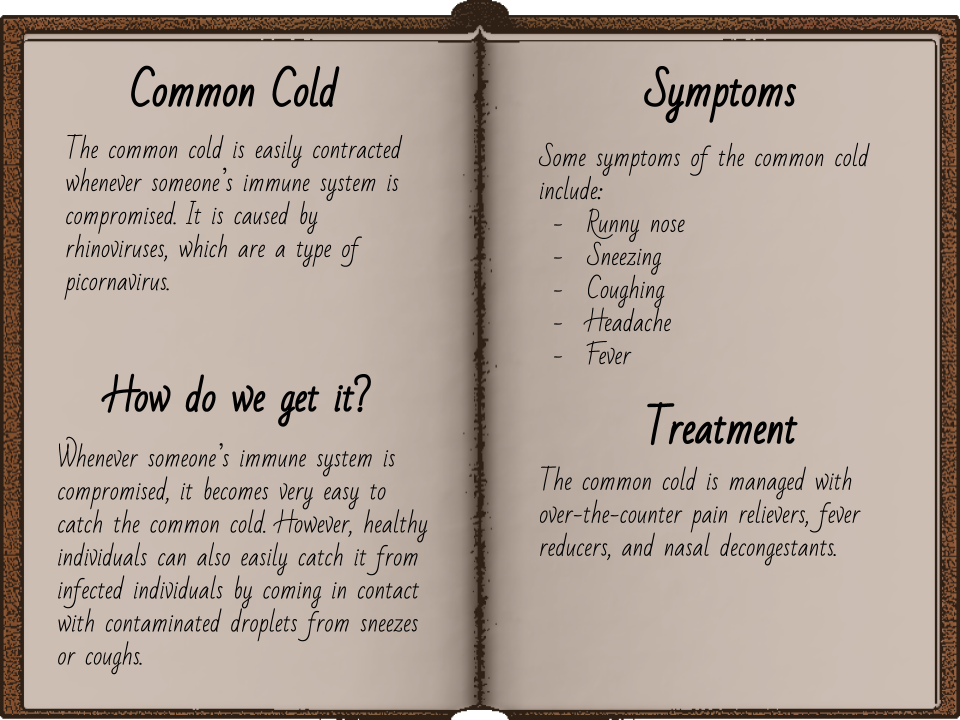 Common Cold
The common cold is easily contracted
whenever someone's immune system is
compromised. It is caused by
rhinoviruses, which are a type of
picornavirus.
How do we get it?
Whenever someone's immune system is
compromised, it becomes very easy to
catch the common cold. However, healthy
individuals can also easily catch it from
infected individuals by coming in contact
with contaminated droplets from sneezes
or coughs.
Symptoms
Some symptoms of the common cold
include:
- Runny nose
- Sneezing
- Coughing
- Headache
- Fever
Treatment
The common cold is managed with
over-the-counter pain relievers, fever
reducers, and nasal decongestants.